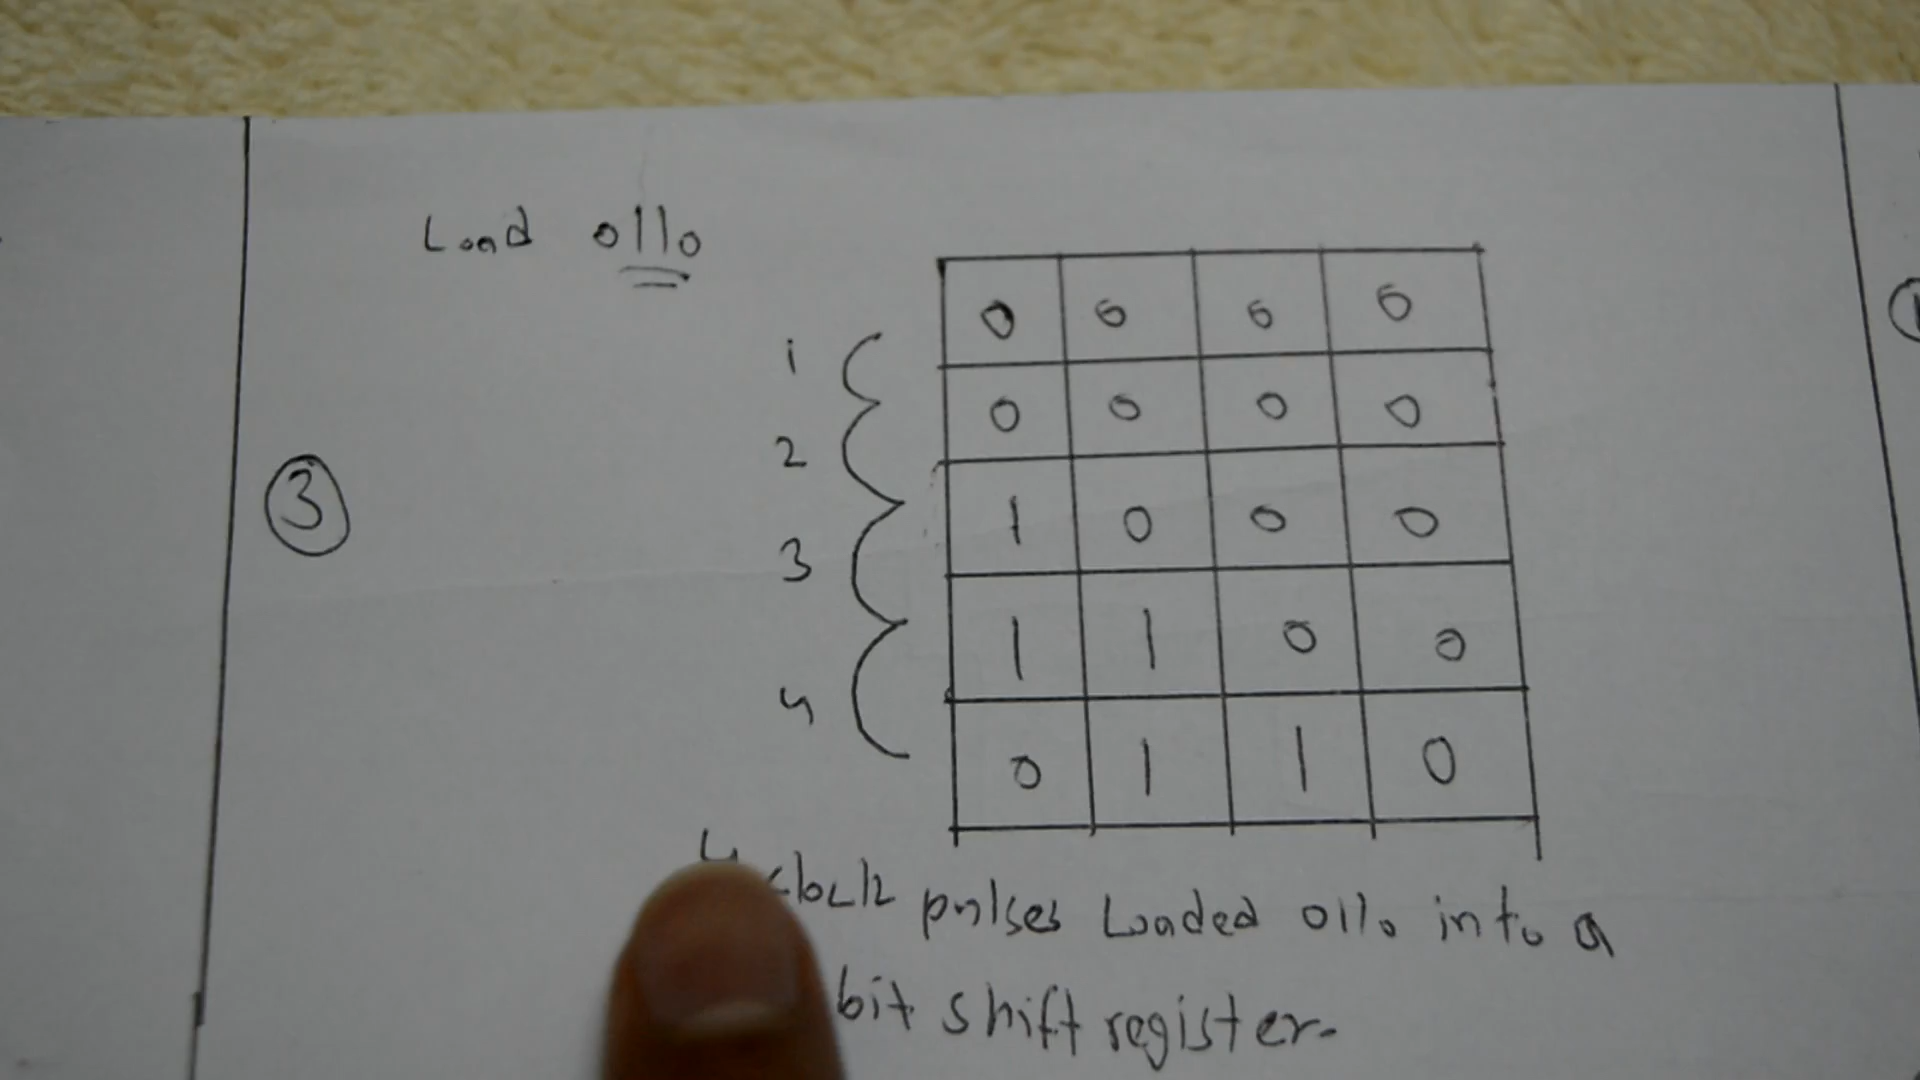 Load 0110
0 0 0 0
1
0 0 0 0
2
3
1 0 0 0
3
1 1 0 0
4
0 1 1 0
4 clock pulses Loaded 0110 into a
bit shift register.